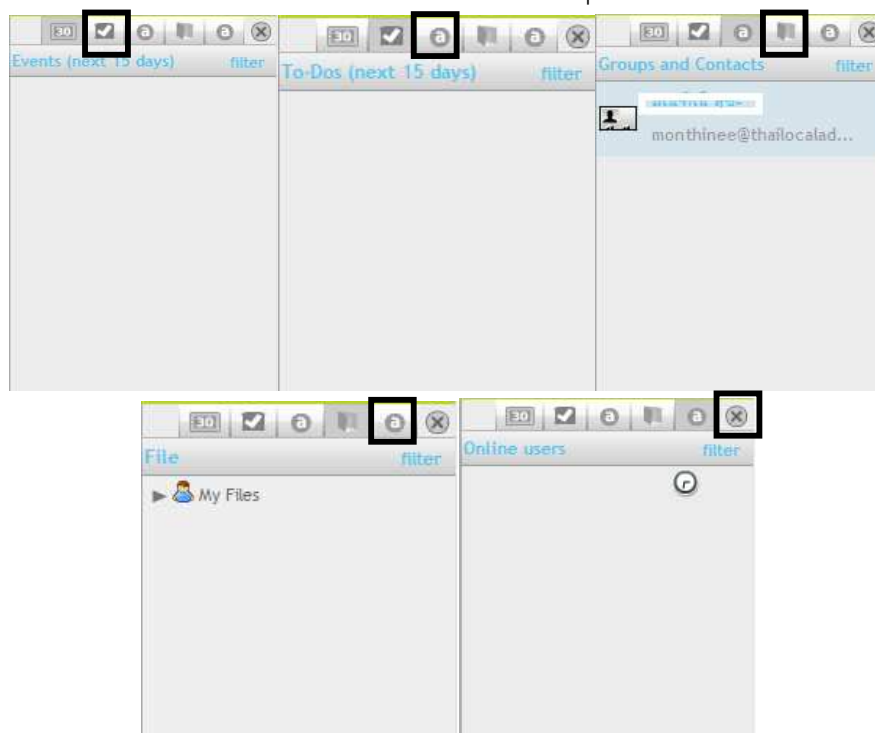 30 a a
Events (next 15 days) filter
30 a a
To-Dos (next 15 days) filter
30 a a
Groups and Contacts filter
monthinee@thailocalad...
30 a a
File filter
My Files
30 a a
Online users filter